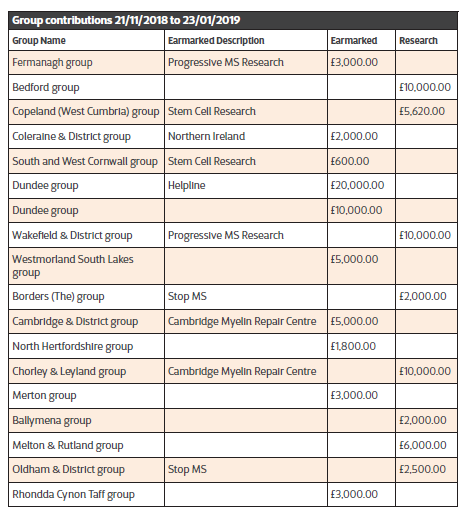 Group contributions 21/11/2018 to 23/01/2019
Group Name Earmarked Description Earmarked Research
Fermanagh group Progressive MS Research £3,000.00
Bedford group £10,000.00
Copeland (West Cumbria) group Stem Cell Research £5,620.00
Coleraine & District group Northern Ireland £2,000.00
South and West Cornwall group Stem Cell Research £600.00
Dundee group Helpline £20,000.00
Dundee group £10,000.00
Wakefield & District group Progressive MS Research £10,000.00
Westmorland South Lakes
group £5,000.00
Borders (The) group Stop MS £2,000.00
Cambridge & District group Cambridge Myelin Repair Centre £5,000.00
North Hertfordshire group £1,800.00
Chorley & Leyland group Cambridge Myelin Repair Centre £10,000.00
Merton group £3,000.00
Ballymena group £2,000.00
Melton & Rutland group £6,000.00
Oldham & District group Stop MS £2,500.00
Rhondda Cynon Taff group £3,000.00